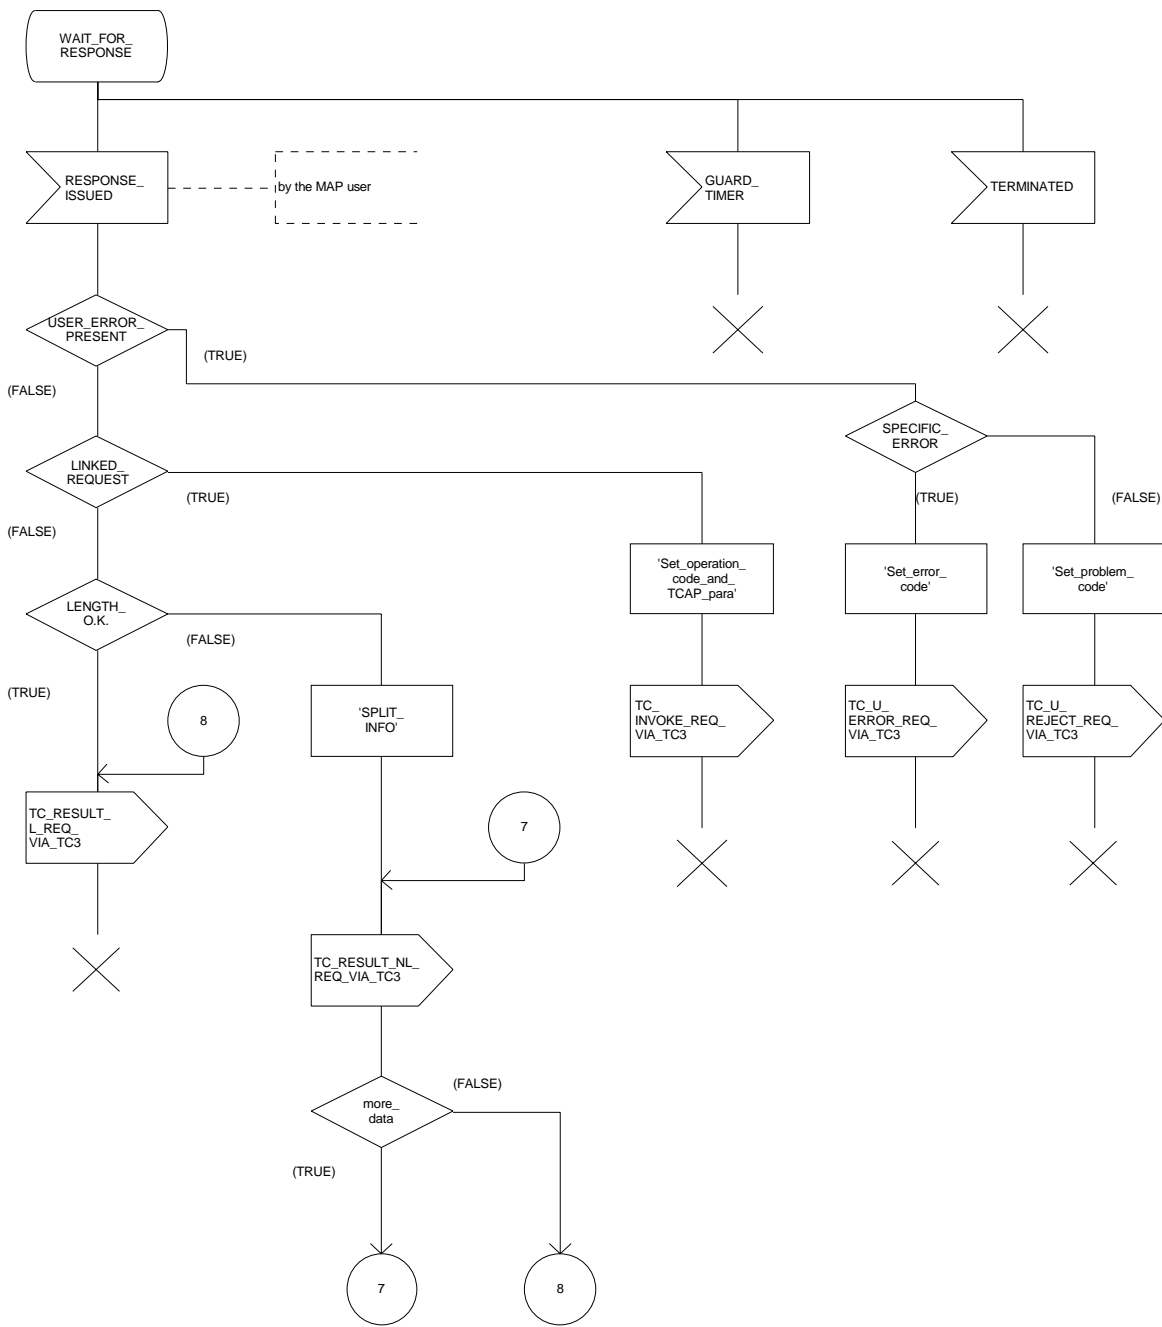 WAIT_FOR_
RESPONSE
RESPONSE_
ISSUED
by the MAP user
GUARD_
TIMER
TERMINATED
USER_ERROR_
PRESENT
(TRUE)
(FALSE)
SPECIFIC_
ERROR
LINKED_
REQUEST
(TRUE)
(TRUE)
(FALSE)
(FALSE)
'Set_operation_
code_and_
TCAP_para'
'Set_error_
code'
'Set_problem_
code'
LENGTH_
O.K.
(FALSE)
(TRUE)
8
'SPLIT_
INFO'
TC_
INVOKE_REQ_
VIA_TC3
TC_U_
ERROR_REQ_
VIA_TC3
TC_U_
REJECT_REQ_
VIA_TC3
TC_RESULT_
L_REQ_
VIA_TC3
7
TC_RESULT_NL_
REQ_VIA_TC3
more_
data
(FALSE)
(TRUE)
7
8